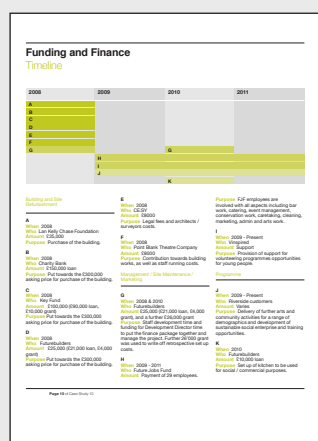 Funding and Finance
Timeline
2008
2009
2010
2011
A
B
C
D
E
F
G
G
H
I
J
K
Building and Site
Refurbishment
A
When 2008
Who Lan Kelly Chase Foundation
Amount £25,000
Purpose Purchase of the building.
B
When 2008
Who Charity Bank
Amount £150,000 loan
Purpose Put towards the £300,000
asking price for purchase of the building.
C
When 2008
Who Key Fund
Amount £100,000 (£90,000 loan,
£10,000 grant)
Purpose Put towards the £300,000
asking price for purchase of the building.
D
When 2008
Who Futurebuilders
Amount £25,000 (£21,000 loan, £4,000
grant)
Purpose Put towards the £300,000
asking price for purchase of the building.
E
When 2008
Who CESY
Amount £8000
Purpose Legal fees and architects /
surveyors costs.
F
When 2008
Who Point Blank Theatre Company
Amount £8000
Purpose Contribution towards building
works, as well as staff running costs.
Management / Site Maintenance /
Marketing
G
When 2008 & 2010
Who Futurebuilders
Amount £25,000 (£21,000 loan, £4,000
grant), and a further £36,000 grant
Purpose Staff development time and
funding for Development Director time
to put the finance package together and
manage the project. Further
was used to write off retrospective set up
costs.
H
When 2009 - 2011
Who Future Jobs Fund
Amount Payment of 29 employees.
Purpose FJF employees are
involved with all aspects including bar
work, catering, event management,
conservation work, caretaking, cleaning,
marketing, admin and arts work.
I
When 2009 - Present
Who Vinspired
Amount Support
Purpose Provision of support for
volunteering programme opportunities
for young people.
Programme
J
When 2009 - Present
Who Riverside customers
Amount Varies
Purpose Delivery of further arts and
community activities for a range of
demographics and development of
sustainable social enterprise and training
opportunities.
K
When 2010
Who Futurebuilders
Amount £10,000 loan
Purpose Set up of kitchen to be used
for social / commercial purposes.
Page 10 of Case Study 10